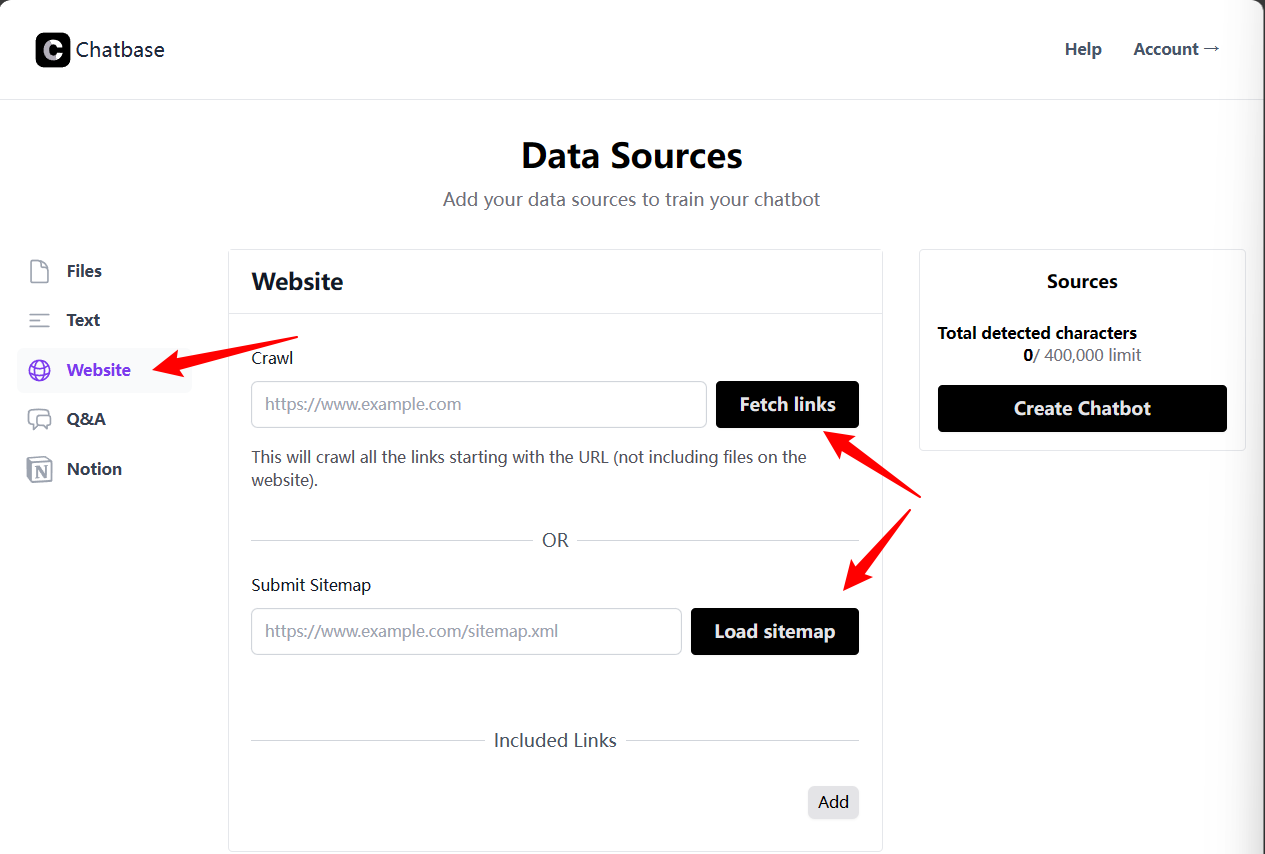 Chatbase
Help
Account →
Data Sources
Add your data sources to train your chatbot
Files
Text
Website
Q&A
Notion
Website
Crawl
https://www.example.com
Fetch links
This will crawl all the links starting with the URL (not including files on the
website).
OR
Submit Sitemap
https://www.example.com/sitemap.xml
Load sitemap
Included Links
Add
Sources
Total detected characters
0/ 400,000 limit
Create Chatbot